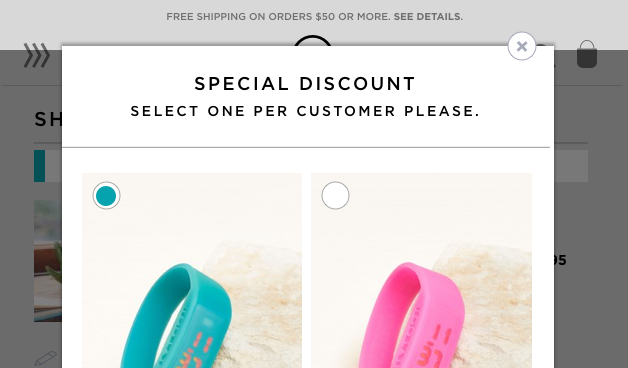 FREE SHIPPING ON ORDERS $50 OR MORE. SEE DETAILS.
SPECIAL DISCOUNT
SELECT ONE PER CUSTOMER PLEASE.
SH
95